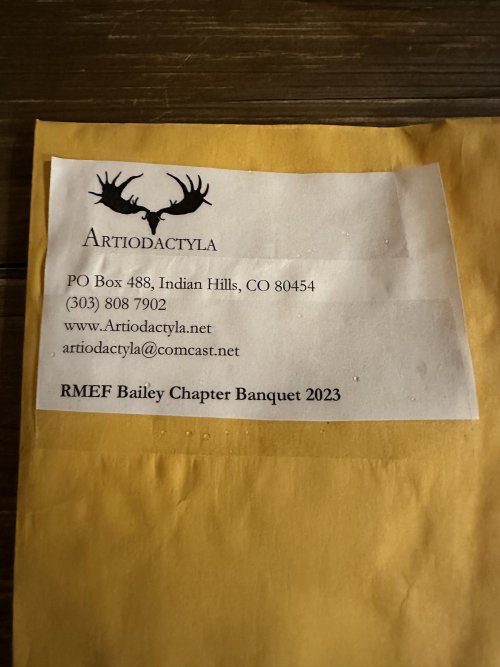 ARTIODACTYLA
PO Box 488, Indian Hills, CO 80454
(303) 808 7902
www.Artiodactyla.net
artiodactyla@comcast.net
RMEF Bailey Chapter Banquet 2023